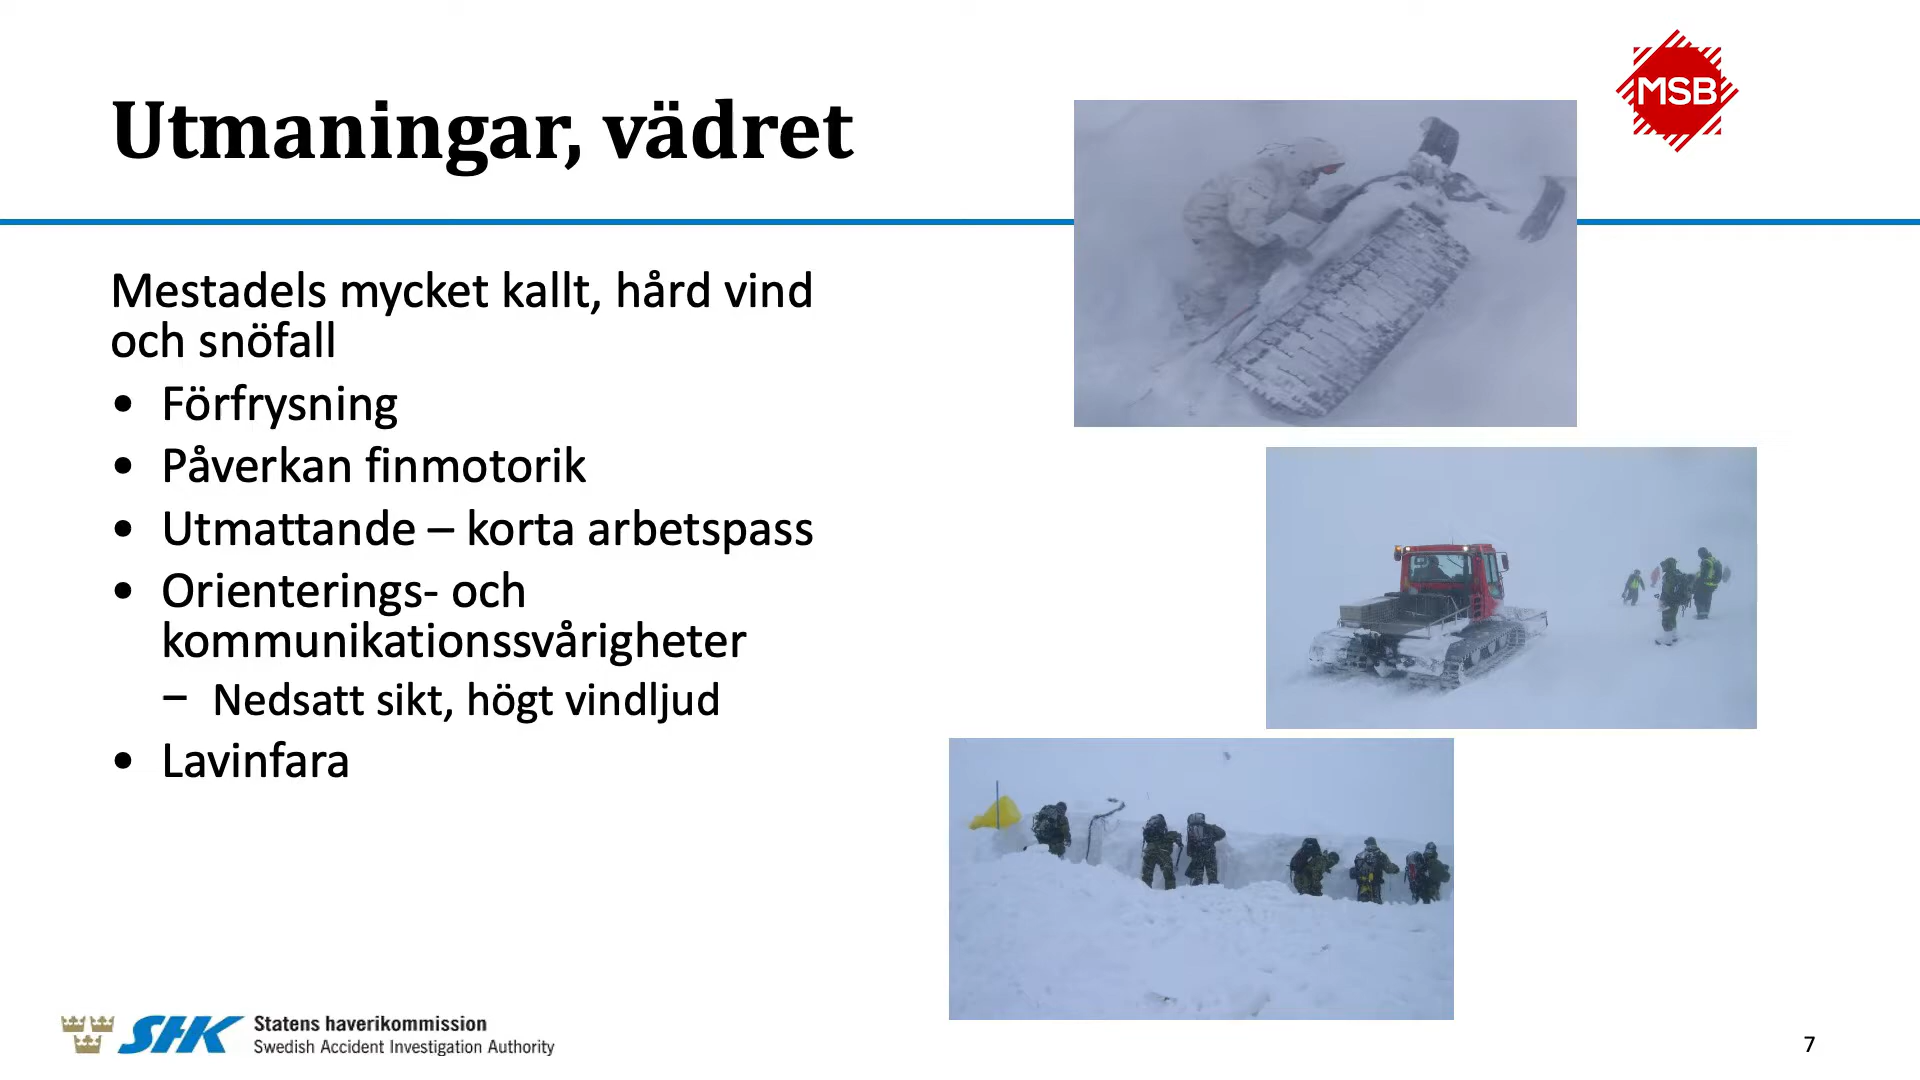 Utmaningar, vädret
MSB
Mestadels mycket kallt, hård vind
och snöfall
• Förfrysning
• Påverkan finmotorik
• Utmattande – korta arbetspass
• Orienterings- och
kommunikationssvårigheter
– Nedsatt sikt, högt vindljud
• Lavinfara
SHK
Statens haverikommission
Swedish Accident Investigation Authority
7